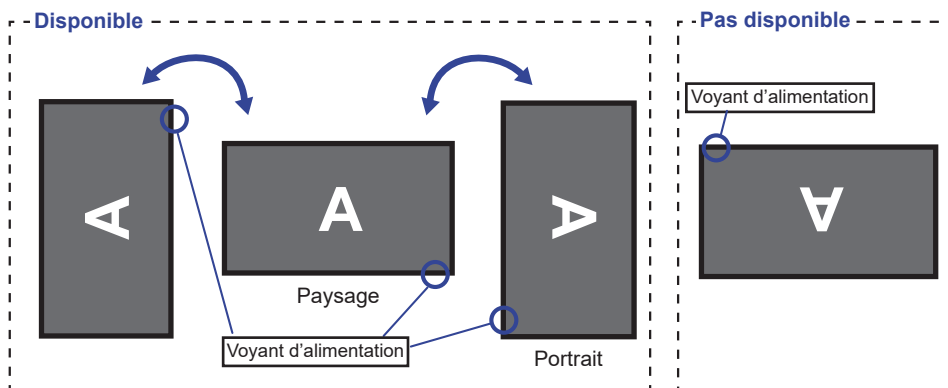 Disponible
Pas disponible
Voyant d’alimentation
A
A
A
A
Paysage
Voyant d’alimentation
Portrait